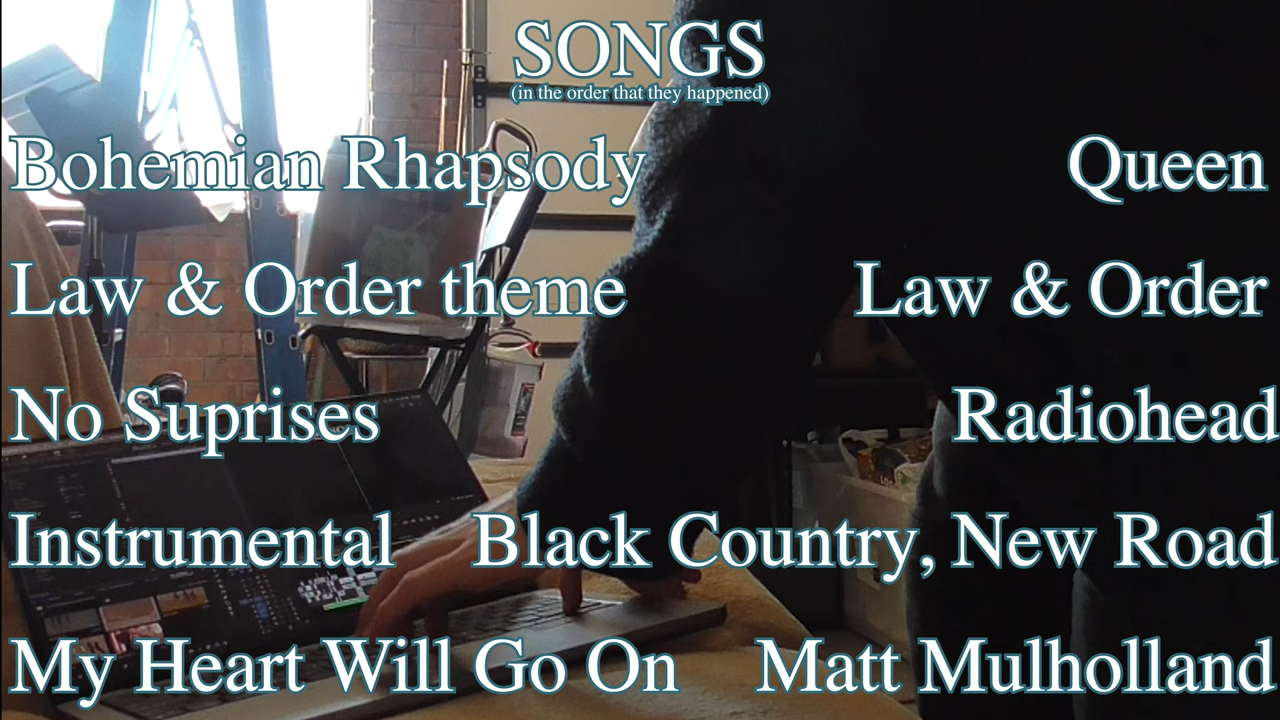 SONGS
(in the order that they happened)
Bohemian Rhapsody Queen
Law & Order theme Law & Order
No Suprises Radiohead
Instrumental Black Country, New Road
My Heart Will Go On Matt Mulholland